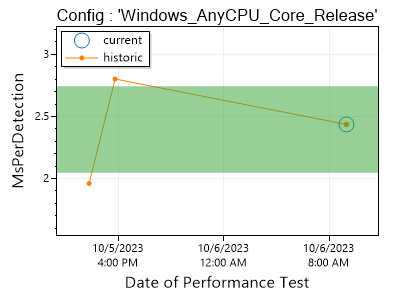 Config : 'Windows_AnyCPU_Core_Release'
current
historic
3
2.5
2
MsPerDetection
10/5/2023
4:00 PM
10/6/2023
12:00 AM
10/6/2023
8:00 AM
Date of Performance Test